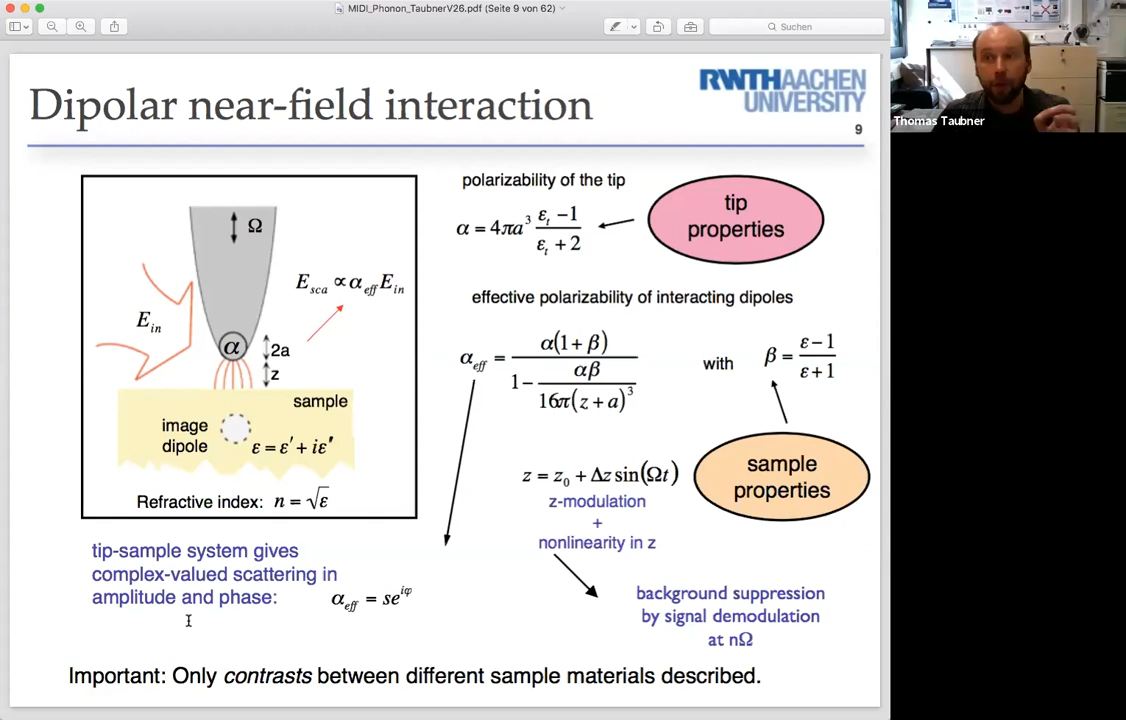 MIDI_Phonon_TaubnerV26.pdf (Seite 9 von 62)
Suchen
Dipolar near-field interaction
RWTHAACHEN
UNIVERSITY
9
Thomas Taubner
Ω
E_in
E_sca ∝ α_eff E_in
α
2a
z
sample
image
dipole
ε = ε′ + iε″
Refractive index: n = √ε
polarizability of the tip
α = 4πa³ (ε_t − 1)/(ε_t + 2)
tip
properties
effective polarizability of interacting dipoles
α_eff = α(1 + β) / (1 − αβ/(16π(z + a)³))
with
β = (ε − 1)/(ε + 1)
sample
properties
z = z₀ + Δz sin(Ωt)
z-modulation
+
nonlinearity in z
background suppression
by signal demodulation
at nΩ
tip-sample system gives
complex-valued scattering in
amplitude and phase:
α_eff = se^{iφ}
Important: Only contrasts between different sample materials described.